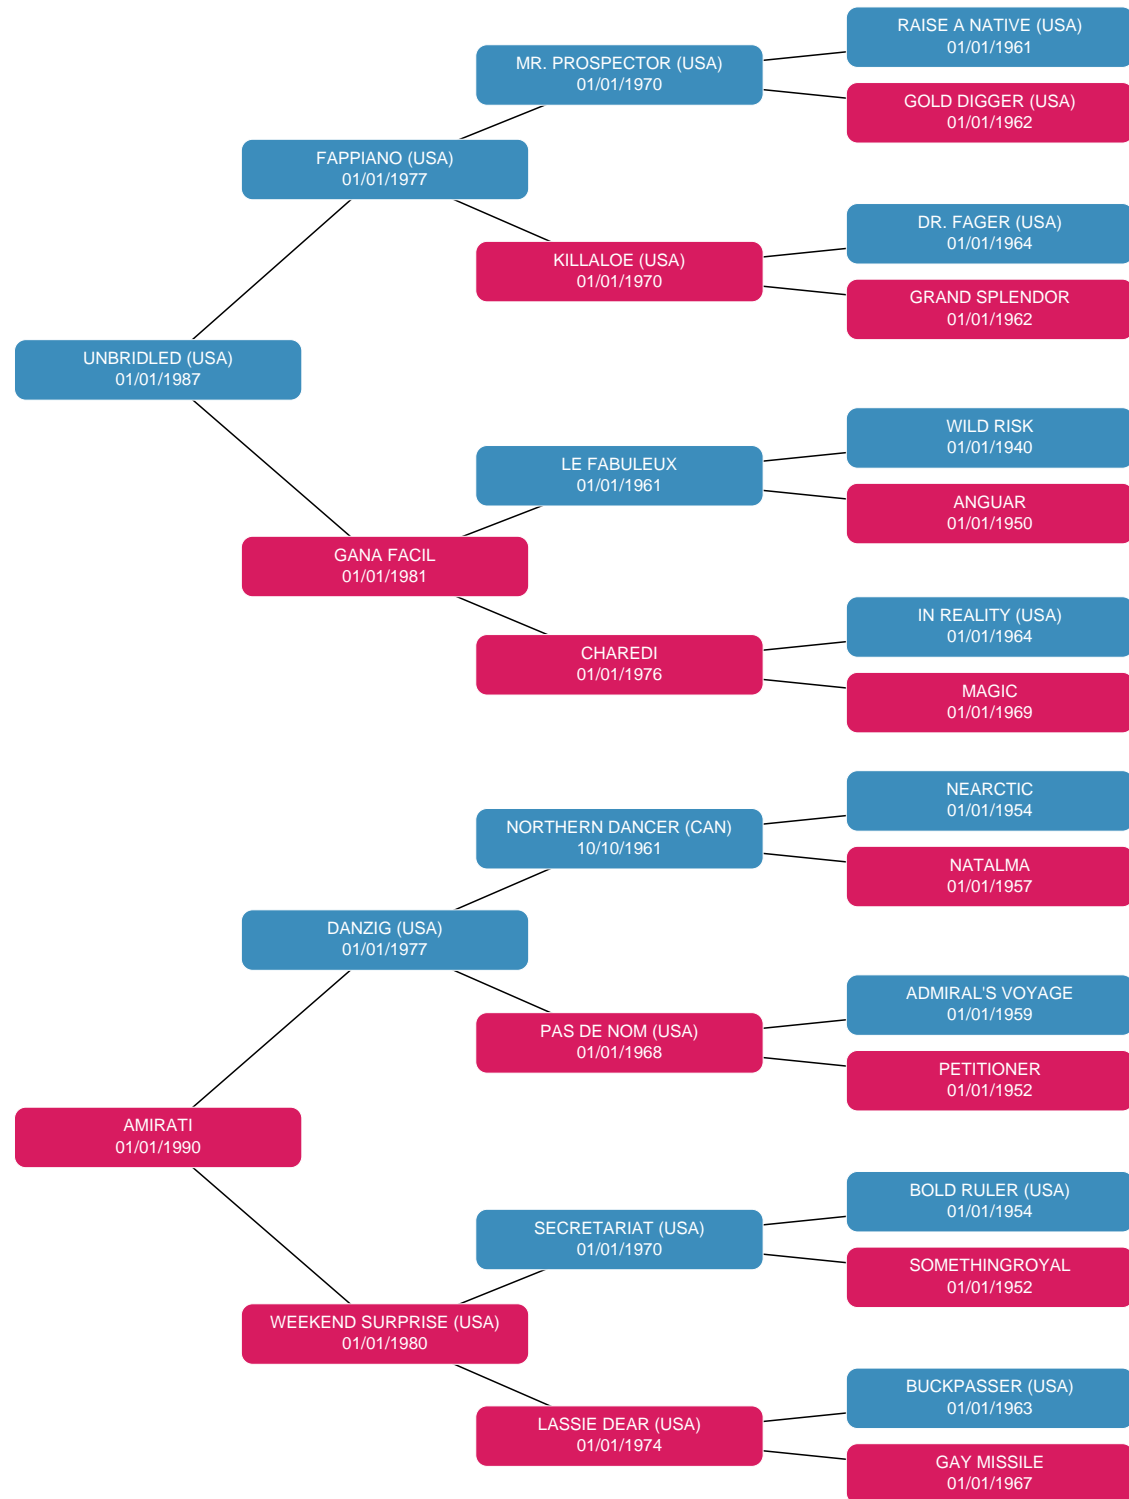 RAISE A NATIVE (USA)
01/01/1961
MR. PROSPECTOR (USA)
01/01/1970
GOLD DIGGER (USA)
01/01/1962
FAPPIANO (USA)
01/01/1977
DR. FAGER (USA)
01/01/1964
KILLALOE (USA)
01/01/1970
GRAND SPLENDOR
01/01/1962
UNBRIDLED (USA)
01/01/1987
WILD RISK
01/01/1940
LE FABULEUX
01/01/1961
ANGUAR
01/01/1950
GANA FACIL
01/01/1981
IN REALITY (USA)
01/01/1964
CHAREDI
01/01/1976
MAGIC
01/01/1969
NEARCTIC
01/01/1954
NORTHERN DANCER (CAN)
10/10/1961
NATALMA
01/01/1957
DANZIG (USA)
01/01/1977
ADMIRAL'S VOYAGE
01/01/1959
PAS DE NOM (USA)
01/01/1968
PETITIONER
01/01/1952
AMIRATI
01/01/1990
BOLD RULER (USA)
01/01/1954
SECRETARIAT (USA)
01/01/1970
SOMETHINGROYAL
01/01/1952
WEEKEND SURPRISE (USA)
01/01/1980
BUCKPASSER (USA)
01/01/1963
LASSIE DEAR (USA)
01/01/1974
GAY MISSILE
01/01/1967